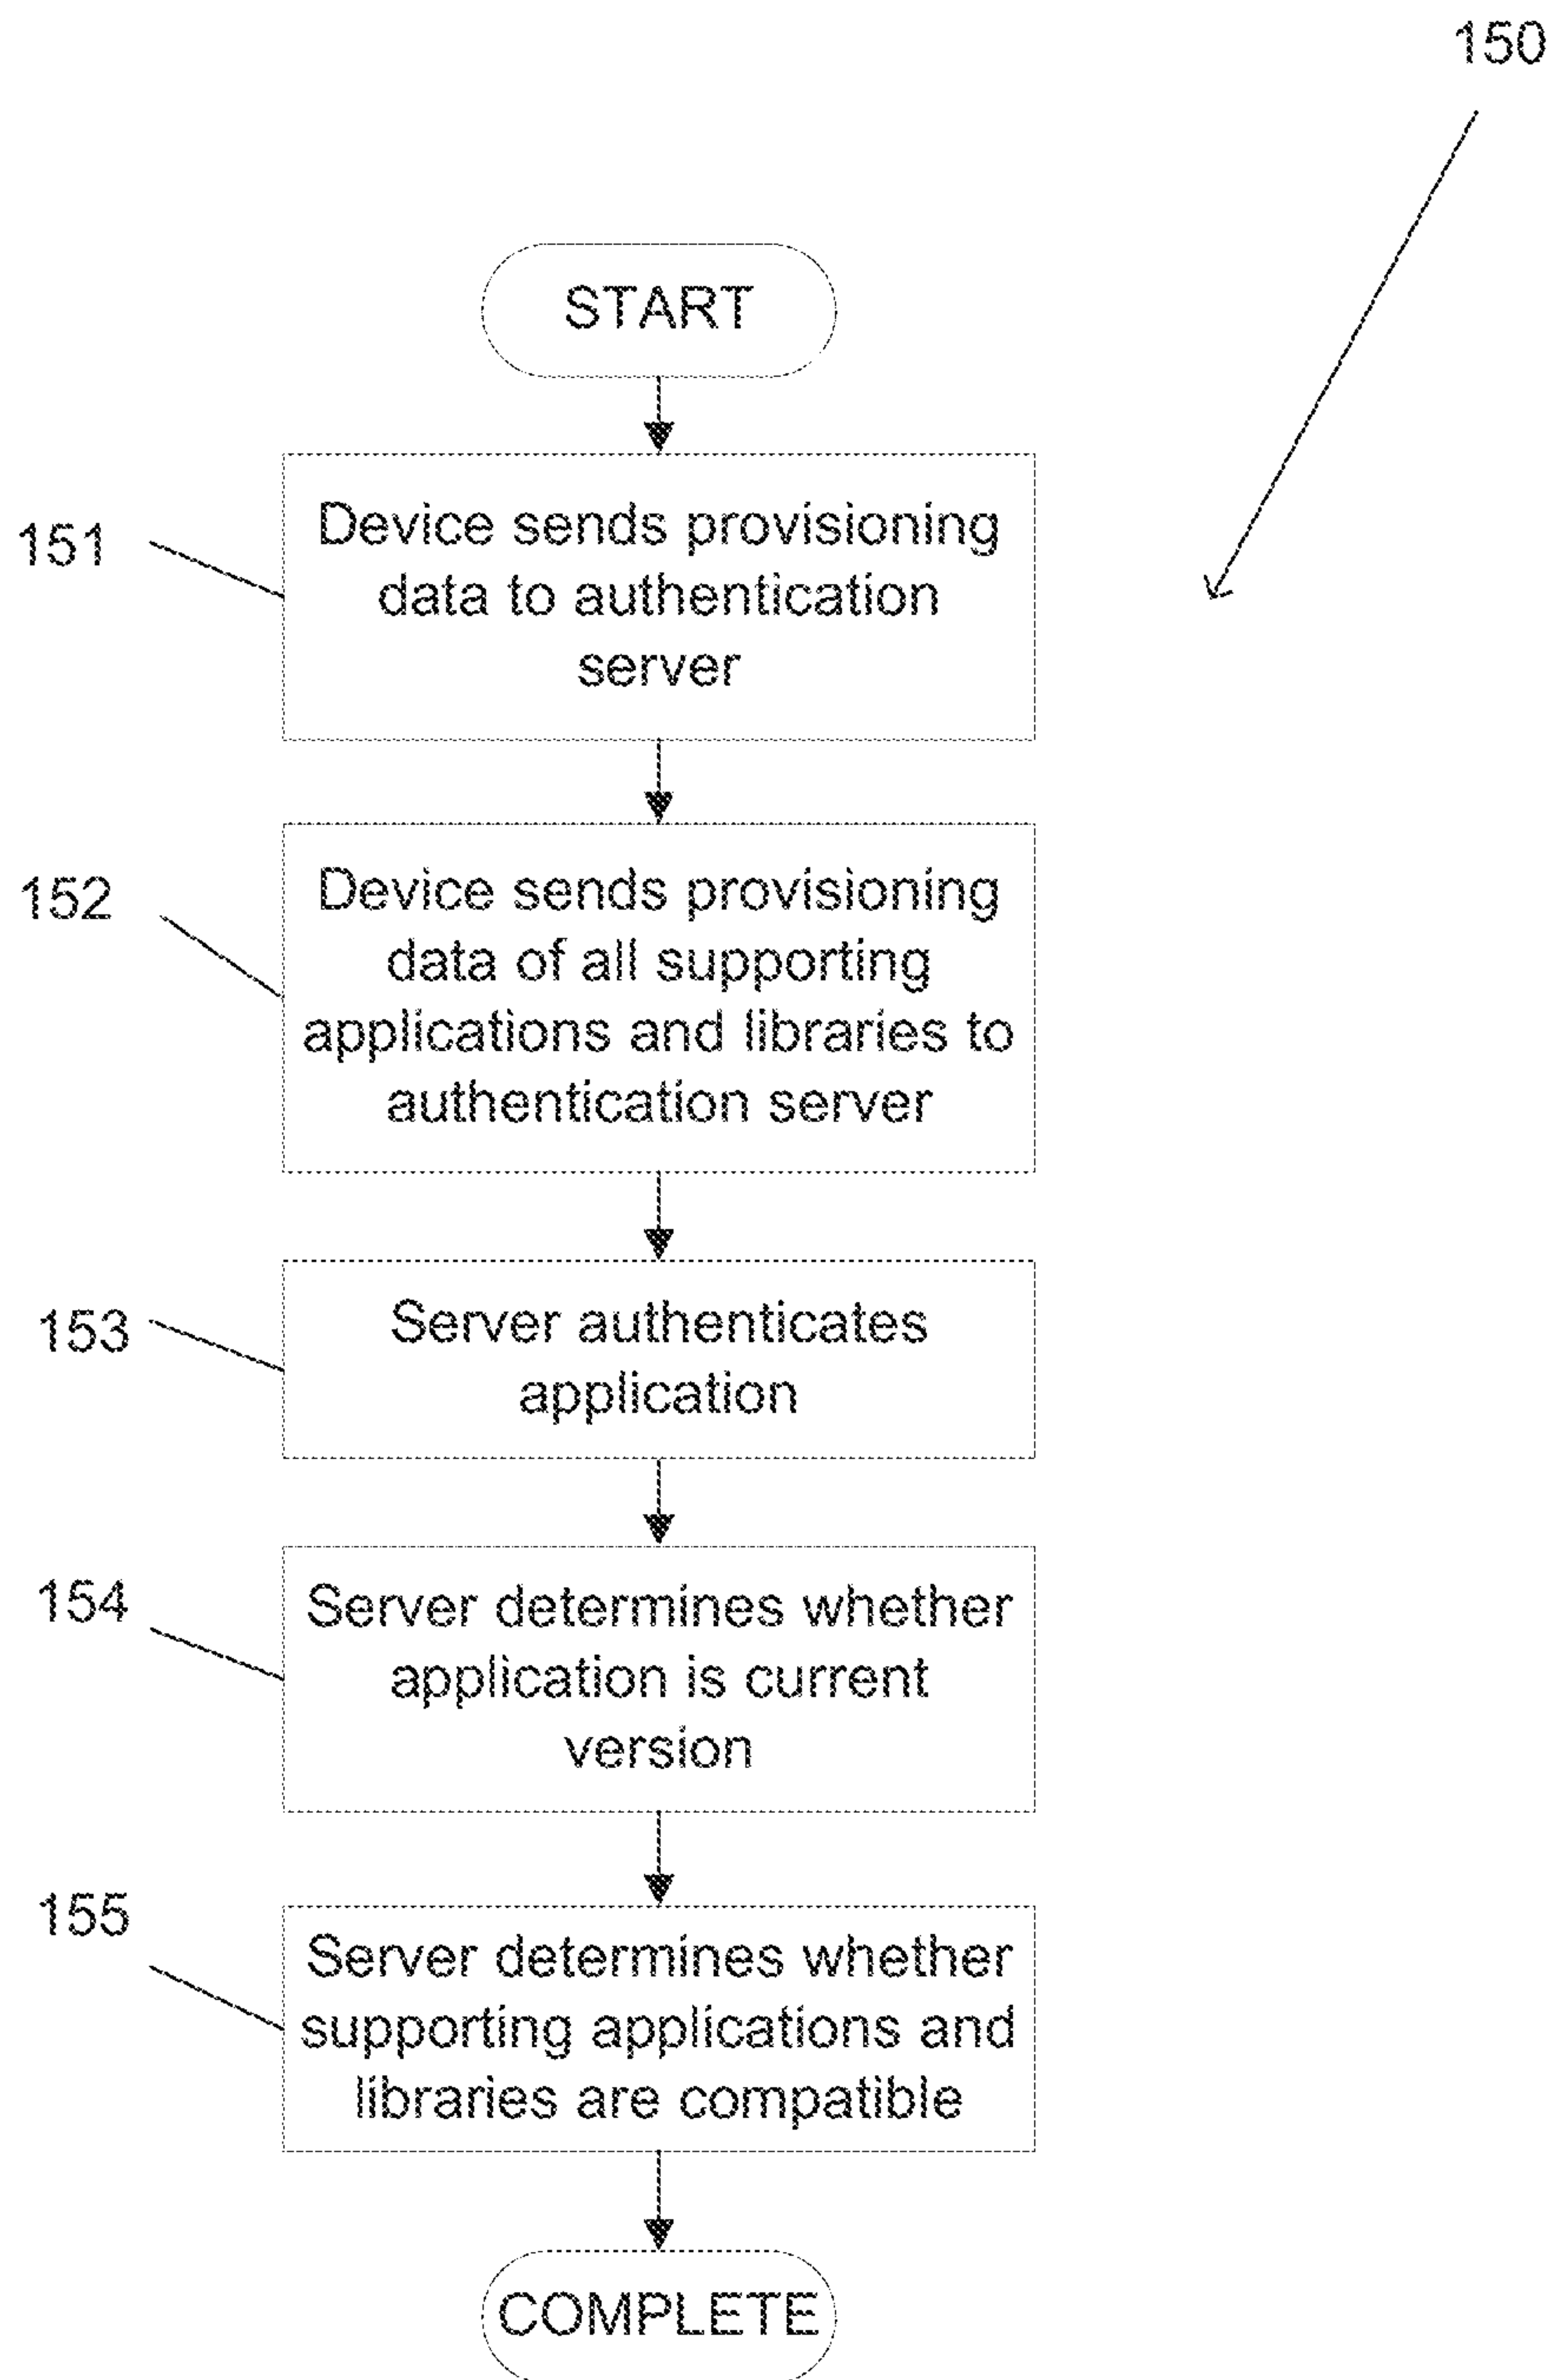 150
START
151
Device sends provisioning
data to authentication
server
152
Device sends provisioning
data of all supporting
applications and libraries to
authentication server
153
Server authenticates
application
154
Server determines whether
application is current
version
155
Server determines whether
supporting applications and
libraries are compatible
COMPLETE